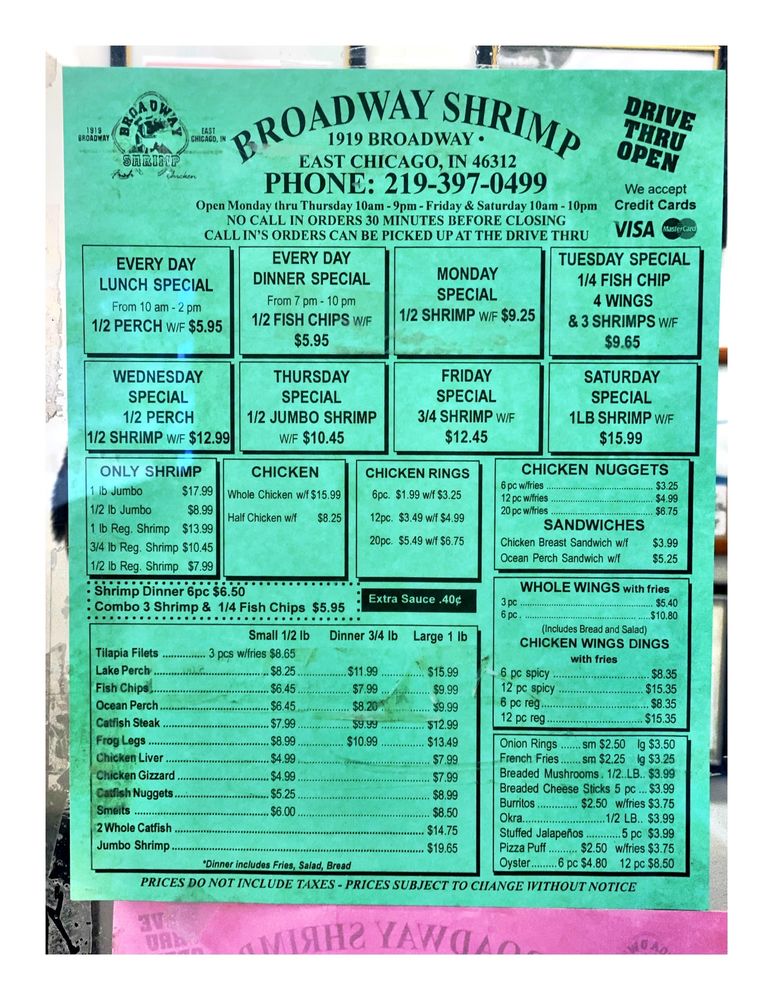 1919
BROADWAY
BROADWAY
SHRIMP
Fish Chicken
EAST
CHICAGO, IN
BROADWAY SHRIMP
1919 BROADWAY •
EAST CHICAGO, IN 46312
PHONE: 219-397-0499
Open Monday thru Thursday 10am - 9pm - Friday & Saturday 10am - 10pm
NO CALL IN ORDERS 30 MINUTES BEFORE CLOSING
CALL IN'S ORDERS CAN BE PICKED UP AT THE DRIVE THRU
DRIVE
THRU
OPEN
We accept
Credit Cards
VISA MasterCard
EVERY DAY
LUNCH SPECIAL
From 10 am - 2 pm
1/2 PERCH W/F $5.95
EVERY DAY
DINNER SPECIAL
From 7 pm - 10 pm
1/2 FISH CHIPS W/F
$5.95
MONDAY
SPECIAL
1/2 SHRIMP W/F $9.25
TUESDAY SPECIAL
1/4 FISH CHIP
4 WINGS
& 3 SHRIMPS W/F
$9.65
WEDNESDAY
SPECIAL
1/2 PERCH
1/2 SHRIMP W/F $12.99
THURSDAY
SPECIAL
1/2 JUMBO SHRIMP
W/F $10.45
FRIDAY
SPECIAL
3/4 SHRIMP W/F
$12.45
SATURDAY
SPECIAL
1LB SHRIMP W/F
$15.99
ONLY SHRIMP
1 lb Jumbo $17.99
1/2 lb Jumbo $8.99
1 lb Reg. Shrimp $13.99
3/4 lb Reg. Shrimp $10.45
1/2 lb Reg. Shrimp $7.99
CHICKEN
Whole Chicken w/f $15.99
Half Chicken w/f $8.25
CHICKEN RINGS
6pc. $1.99 w/f $3.25
12pc. $3.49 w/f $4.99
20pc. $5.49 w/f $6.75
CHICKEN NUGGETS
6 pc w/fries $3.25
12 pc w/fries $4.99
20 pc w/fries $6.75
SANDWICHES
Chicken Breast Sandwich w/f $3.99
Ocean Perch Sandwich w/f $5.25
Shrimp Dinner 6pc $6.50
Combo 3 Shrimp & 1/4 Fish Chips $5.95
Extra Sauce .40¢
WHOLE WINGS with fries
3 pc $5.40
6 pc. $10.80
(Includes Bread and Salad)
CHICKEN WINGS DINGS
with fries
6 pc spicy $8.35
12 pc spicy $15.35
6 pc reg $8.35
12 pc reg $15.35
Small 1/2 lb Dinner 3/4 lb Large 1 lb
Tilapia Filets 3 pcs w/fries $8.65
Lake Perch $8.25 $11.99 $15.99
Fish Chips $6.45 $7.99 $9.99
Ocean Perch $6.45 $8.20 $9.99
Catfish Steak $7.99 $9.99 $12.99
Frog Legs $8.99 $10.99 $13.49
Chicken Liver $4.99 $7.99
Chicken Gizzard $4.99 $7.99
Catfish Nuggets $5.25 $8.99
Smelts $6.00 $8.50
2 Whole Catfish $14.75
Jumbo Shrimp $19.65
*Dinner includes Fries, Salad, Bread
Onion Rings sm $2.50 lg $3.50
French Fries sm $2.25 lg $3.25
Breaded Mushrooms . 1/2 .LB.. $3.99
Breaded Cheese Sticks 5 pc ... $3.99
Burritos $2.50 w/fries $3.75
Okra 1/2 LB.. $3.99
Stuffed Jalapeños 5 pc $3.99
Pizza Puff $2.50 w/fries $3.75
Oyster 6 pc $4.80 12 pc $8.50
PRICES DO NOT INCLUDE TAXES - PRICES SUBJECT TO CHANGE WITHOUT NOTICE